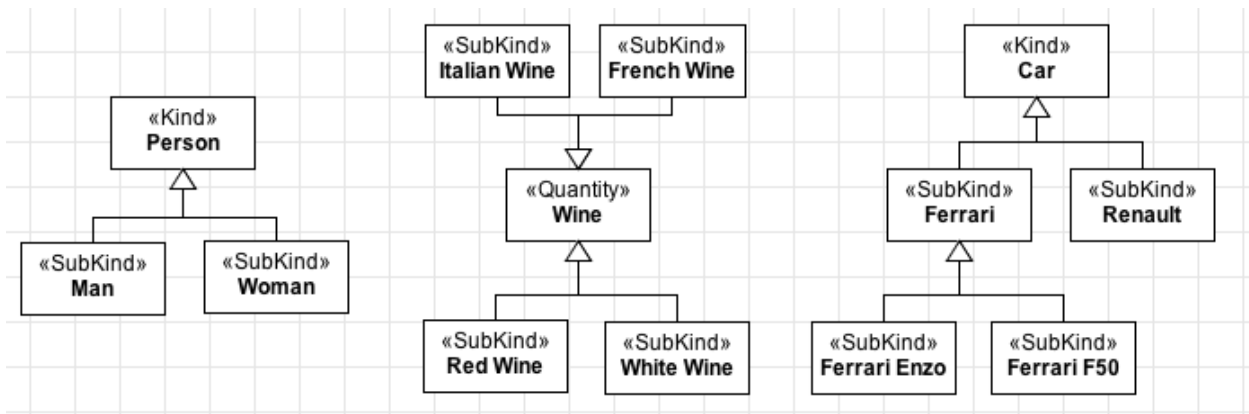 «SubKind»
Italian Wine
«SubKind»
French Wine
«Kind»
Car
«Kind»
Person
«Quantity»
Wine
«SubKind»
Ferrari
«SubKind»
Renault
«SubKind»
Man
«SubKind»
Woman
«SubKind»
Red Wine
«SubKind»
White Wine
«SubKind»
Ferrari Enzo
«SubKind»
Ferrari F50